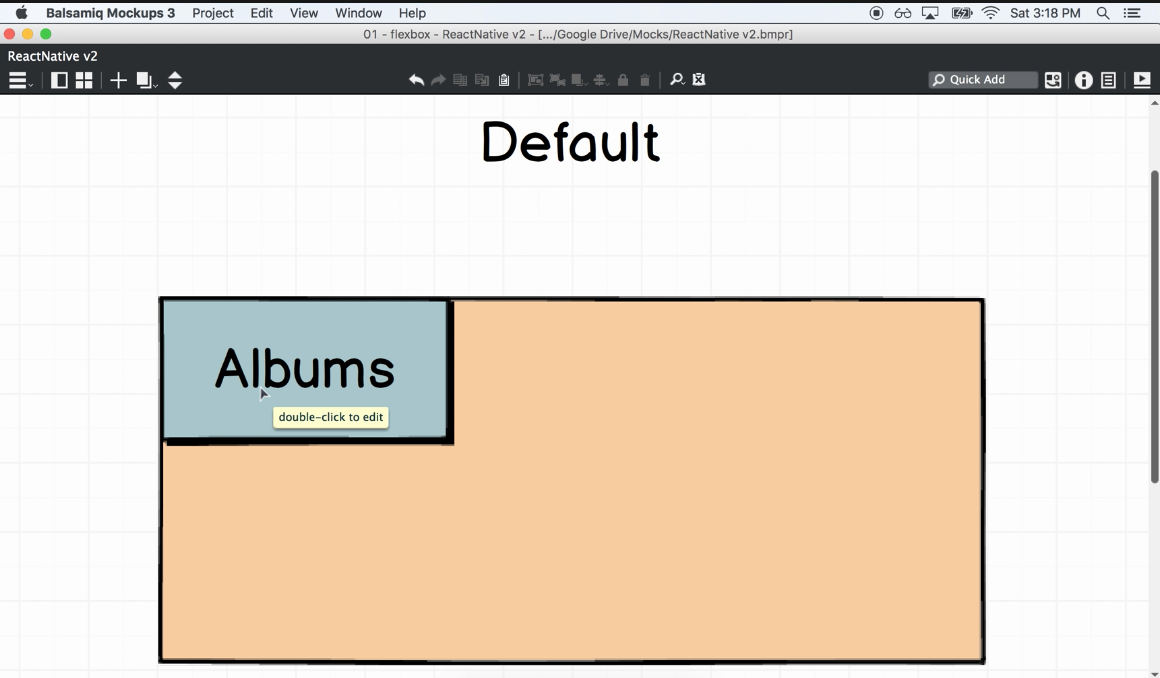 Balsamiq Mockups 3 Project Edit View Window Help Sat 3:18 PM
01 - flexbox - ReactNative v2 - [.../Google Drive/Mocks/ReactNative v2.bmpr]
ReactNative v2
Quick Add
Default
Albums
double-click to edit